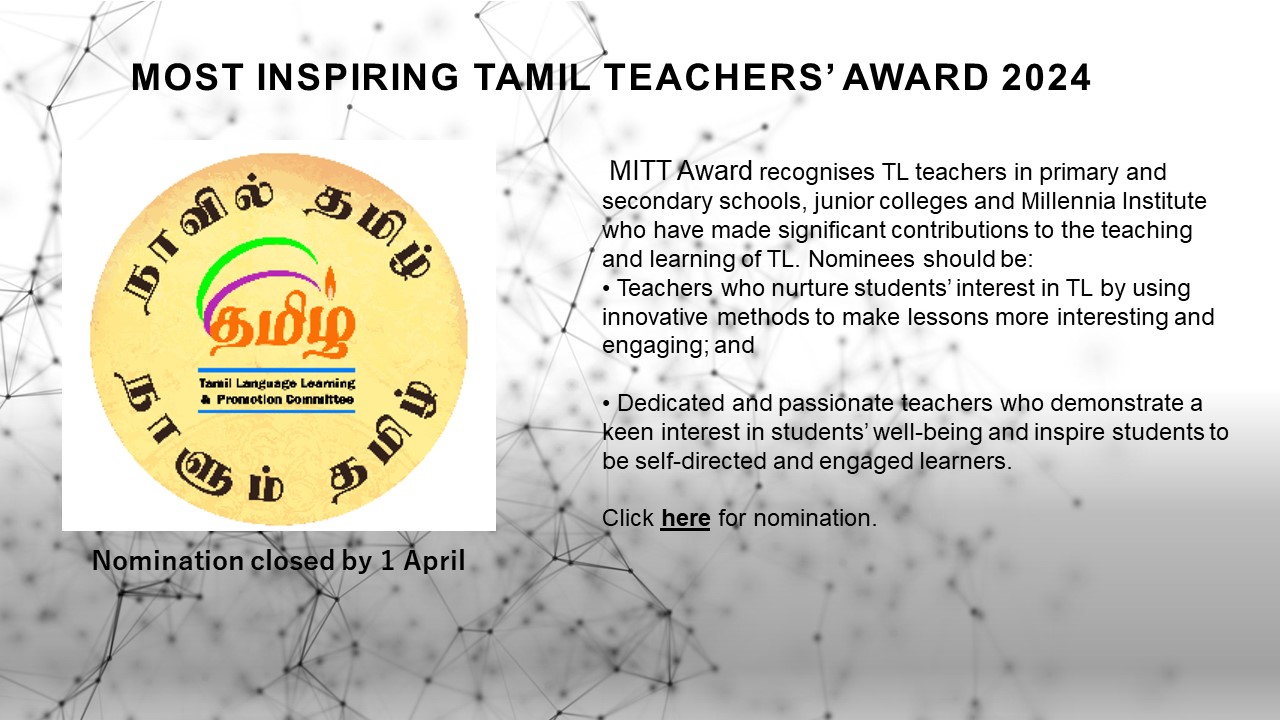 MOST INSPIRING TAMIL TEACHERS’ AWARD 2024
நாவில் தமிழ்
தமிழ்
Tamil Language Learning
& Promotion Committee
நாளும் தமிழ்
Nomination closed by 1 April
MITT Award recognises TL teachers in primary and
secondary schools, junior colleges and Millennia Institute
who have made significant contributions to the teaching
and learning of TL. Nominees should be:
• Teachers who nurture students’ interest in TL by using
innovative methods to make lessons more interesting and
engaging; and
• Dedicated and passionate teachers who demonstrate a
keen interest in students’ well-being and inspire students to
be self-directed and engaged learners.
Click here for nomination.